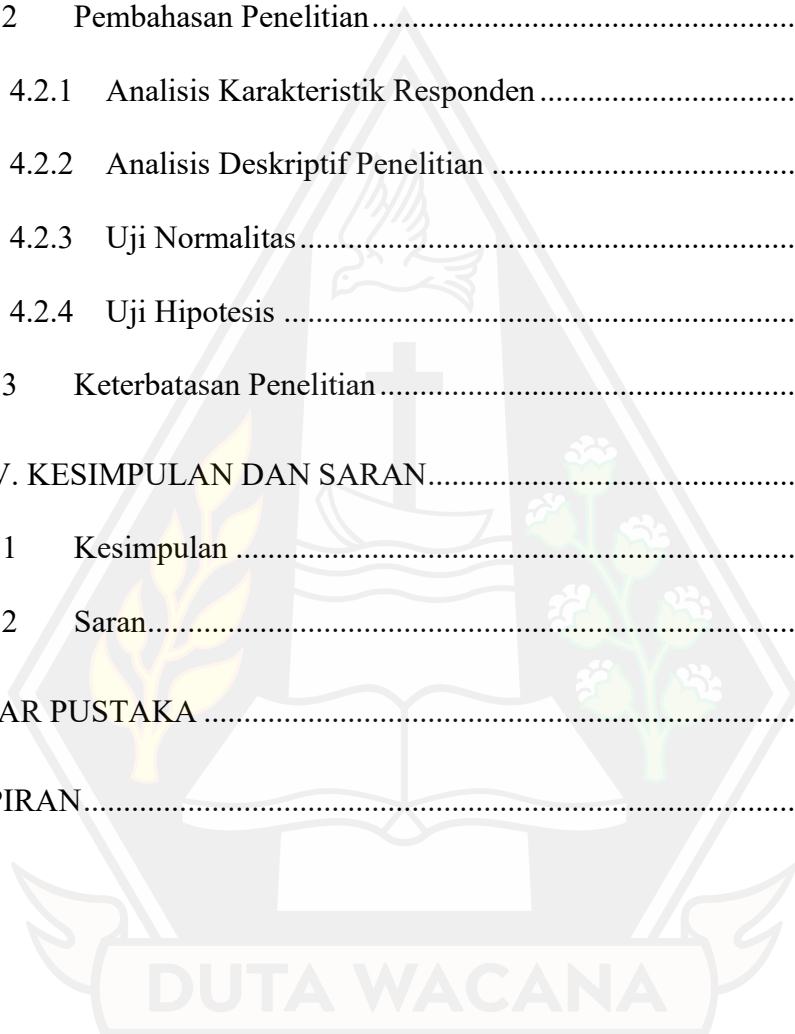 2 Pembahasan Penelitian..........................................................
4.2.1 Analisis Karakteristik Responden...................................
4.2.2 Analisis Deskriptif Penelitian..........................................
4.2.3 Uji Normalitas..................................................................
4.2.4 Uji Hipotesis....................................................................
3 Keterbatasan Penelitian.........................................................
V. KESIMPULAN DAN SARAN................................................
1 Kesimpulan............................................................................
2 Saran.......................................................................................
AR PUSTAKA............................................................................
PIRAN.........................................................................................
DUTA WACANA